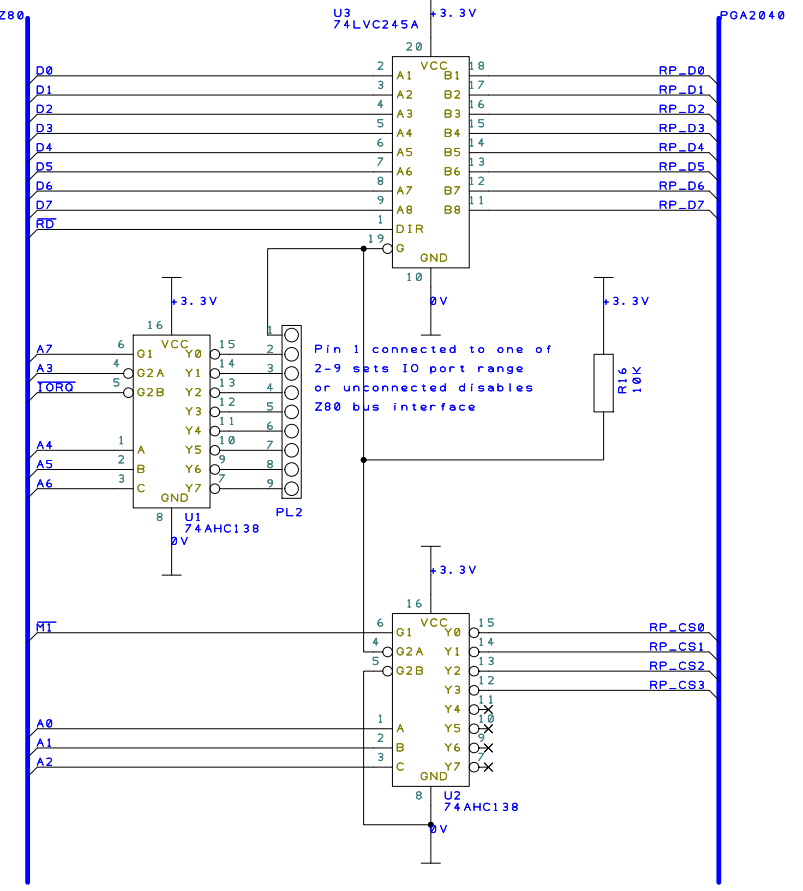 Z80 U3 +3.3V PGA2040
74LVC245A
20
D0 2 A1 VCC B1 18 RP_D0
D1 3 A2 B2 17 RP_D1
D2 4 A3 B3 16 RP_D2
D3 5 A4 B4 15 RP_D3
D4 6 A5 B5 14 RP_D4
D5 7 A6 B6 13 RP_D5
D6 8 A7 B7 12 RP_D6
D7 9 A8 B8 11 RP_D7
RD 1 DIR
19 G
GND
10
+3.3V 0V +3.3V
16
VCC
A7 6 G1 Y0 15 2
A3 4 G2A Y1 14 3
IORQ 5 G2B Y2 13 4
Y3 12 5
Y4 11 6
A4 1 A Y5 10 7
A5 2 B Y6 9 8
A6 3 C Y7 7 9
GND
1
Pin 1 connected to one of
2-9 sets IO port range
or unconnected disables
Z80 bus interface
R16
10K
PL2
8 U1
74AHC138
0V
+3.3V
16
VCC
M1 6 G1 Y0 15 RP_CS0
4 G2A Y1 14 RP_CS1
5 G2B Y2 13 RP_CS2
Y3 12 RP_CS3
Y4 11
A0 1 A Y5 10
A1 2 B Y6 9
A2 3 C Y7 7
GND
8 U2
74AHC138
0V